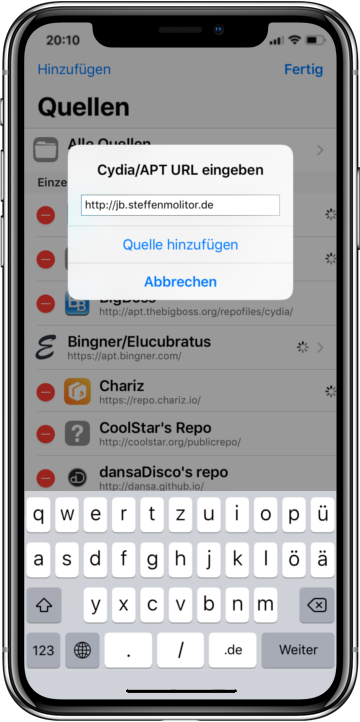 20:10
Hinzufügen
Fertig
Quellen
Alle Quellen
Cydia/APT URL eingeben
Einze
http://jb.steffenmolitor.de
Quelle hinzufügen
Abbrechen
BigBoss
http://apt.thebigboss.org/repofiles/cydia/
Bingner/Elucubratus
https://apt.bingner.com/
Chariz
https://repo.chariz.io/
CoolStar's Repo
http://coolstar.org/publicrepo/
dansaDisco's repo
http://dansa.github.io/
q w e r t z u i o p ü
a s d f g h j k l ö ä
y x c v b n m
123 . / .de Weiter